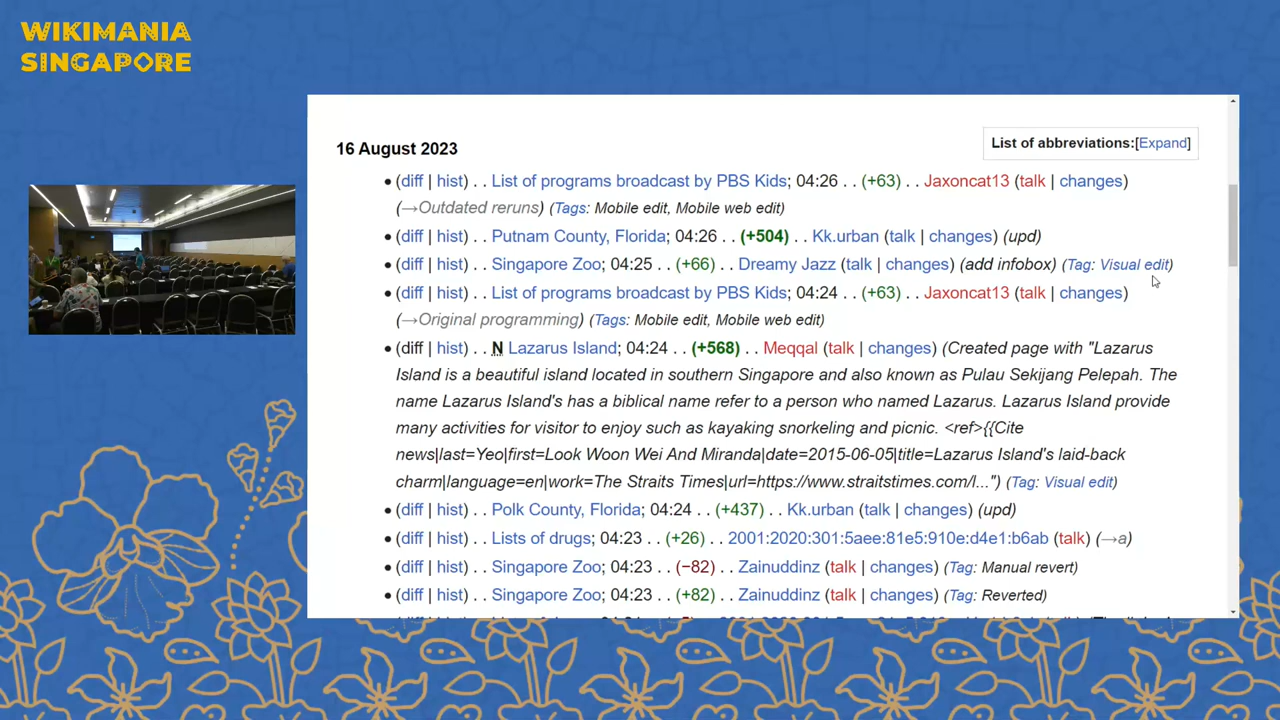 WIKIMANIA
SINGAPORE
List of abbreviations:[Expand]
16 August 2023
• (diff | hist) . . List of programs broadcast by PBS Kids; 04:26 . . (+63) . . Jaxoncat13 (talk | changes)
(→Outdated reruns) (Tags: Mobile edit, Mobile web edit)
• (diff | hist) . . Putnam County, Florida; 04:26 . . (+504) . . Kk.urban (talk | changes) (upd)
• (diff | hist) . . Singapore Zoo; 04:25 . . (+66) . . Dreamy Jazz (talk | changes) (add infobox) (Tag: Visual edit)
• (diff | hist) . . List of programs broadcast by PBS Kids; 04:24 . . (+63) . . Jaxoncat13 (talk | changes)
(→Original programming) (Tags: Mobile edit, Mobile web edit)
• (diff | hist) . . N Lazarus Island; 04:24 . . (+568) . . Meqqal (talk | changes) (Created page with "Lazarus
Island is a beautiful island located in southern Singapore and also known as Pulau Sekijang Pelepah. The
name Lazarus Island's has a biblical name refer to a person who named Lazarus. Lazarus Island provide
many activities for visitor to enjoy such as kayaking snorkeling and picnic. <ref>{{Cite
news|last=Yeo|first=Look Woon Wei And Miranda|date=2015-06-05|title=Lazarus Island's laid-back
charm|language=en|work=The Straits Times|url=https://www.straitstimes.com/l...") (Tag: Visual edit)
• (diff | hist) . . Polk County, Florida; 04:24 . . (+437) . . Kk.urban (talk | changes) (upd)
• (diff | hist) . . Lists of drugs; 04:23 . . (+26) . . 2001:2020:301:5aee:81e5:910e:d4e1:b6ab (talk) (→a)
• (diff | hist) . . Singapore Zoo; 04:23 . . (−82) . . Zainuddinz (talk | changes) (Tag: Manual revert)
• (diff | hist) . . Singapore Zoo; 04:23 . . (+82) . . Zainuddinz (talk | changes) (Tag: Reverted)